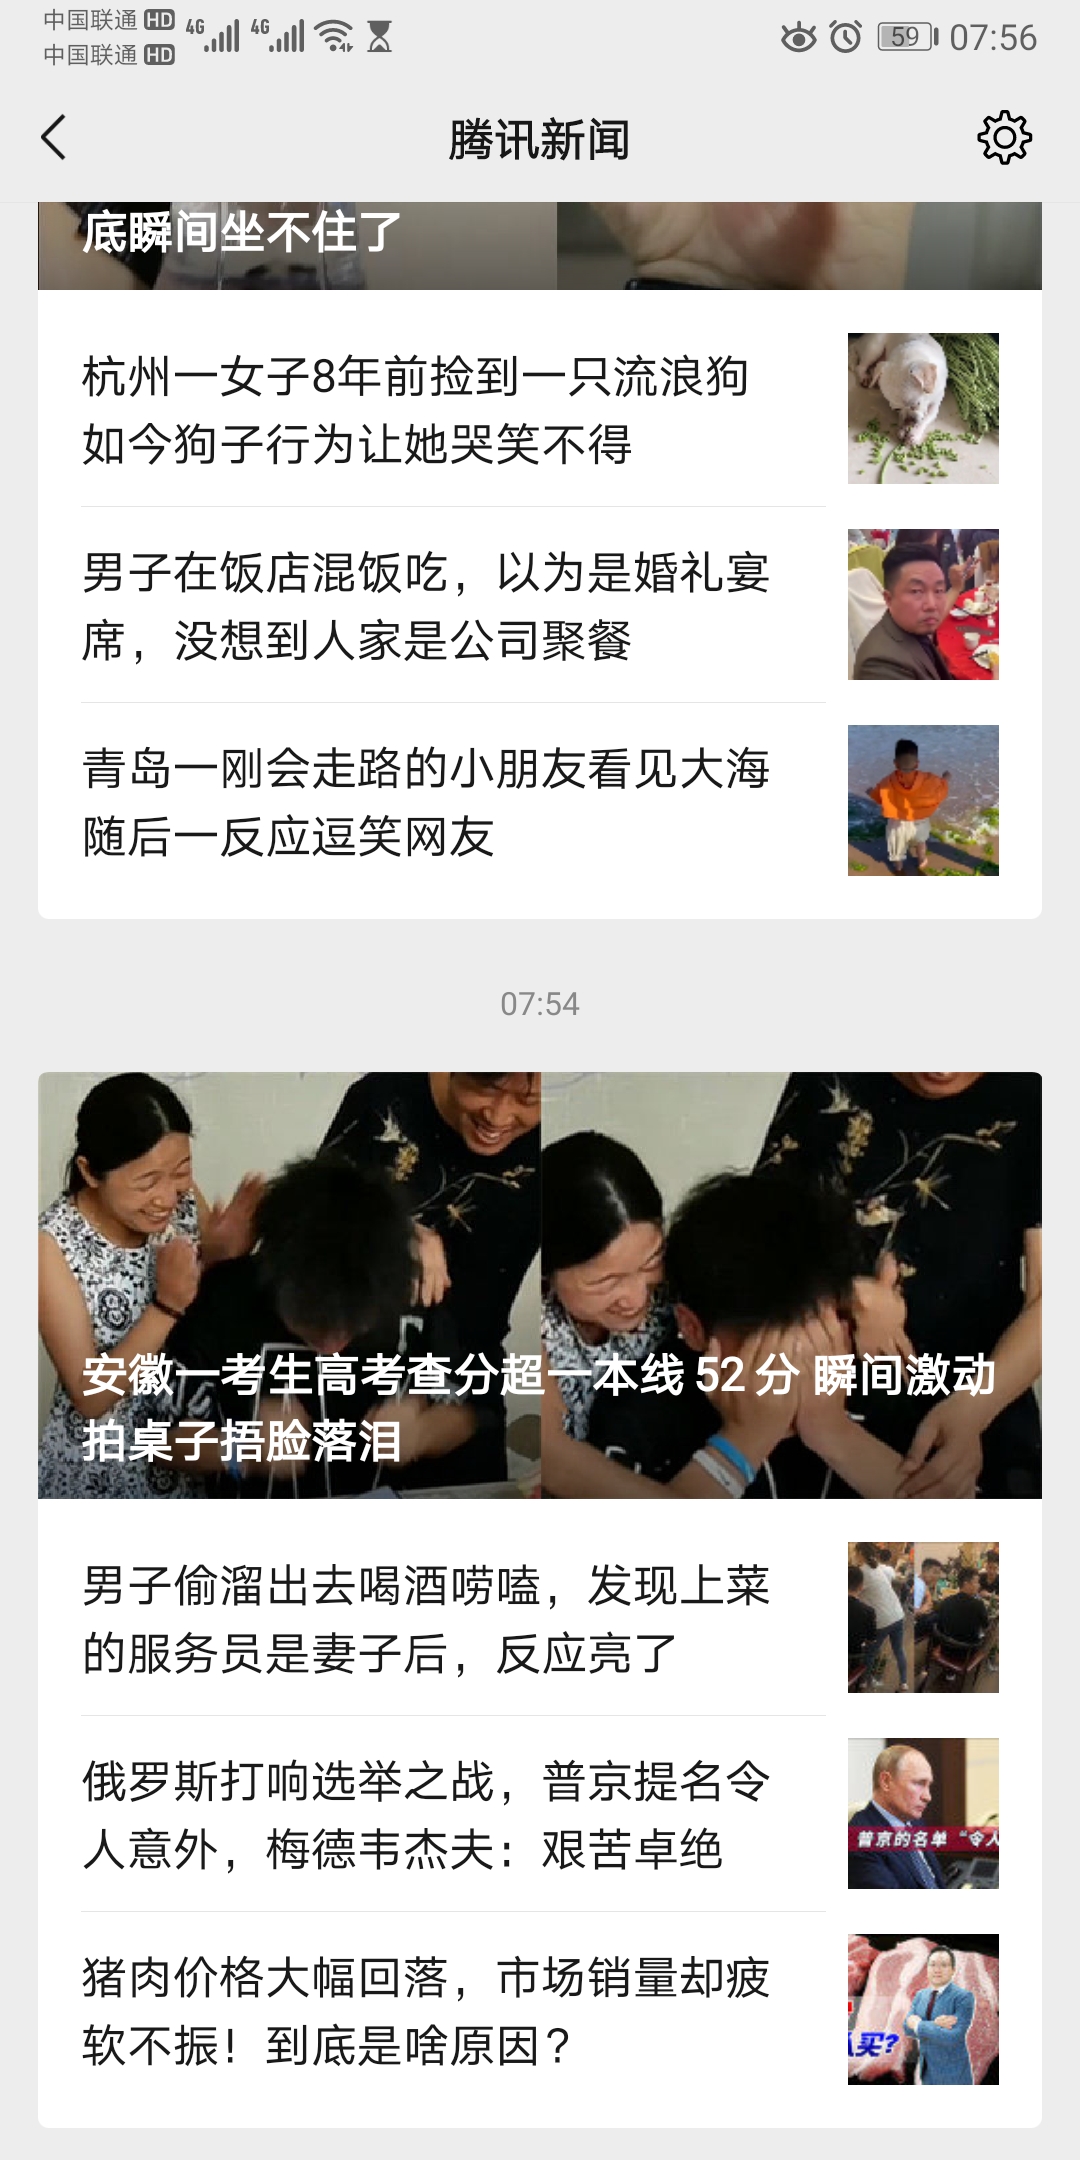 中国联通 HD 4G 4G 59 07:56
中国联通 HD
腾讯新闻
底瞬间坐不住了
杭州一女子8年前捡到一只流浪狗
如今狗子行为让她哭笑不得
男子在饭店混饭吃，以为是婚礼宴
席，没想到人家是公司聚餐
青岛一刚会走路的小朋友看见大海
随后一反应逗笑网友
07:54
安徽一考生高考查分超一本线 52 分 瞬间激动
拍桌子捂脸落泪
男子偷溜出去喝酒唠嗑，发现上菜
的服务员是妻子后，反应亮了
俄罗斯打响选举之战，普京提名令
人意外，梅德韦杰夫：艰苦卓绝
普京的名单 “令人
猪肉价格大幅回落，市场销量却疲
软不振！到底是啥原因？
买?